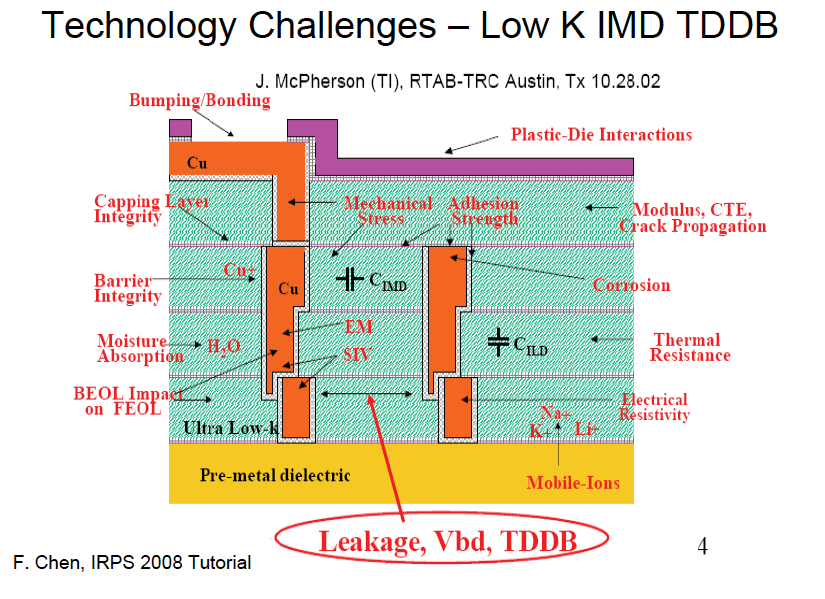 Technology Challenges – Low K IMD TDDB
J. McPherson (TI), RTAB-TRC Austin, Tx 10.28.02
Bumping/Bonding
Plastic-Die Interactions
Cu
Capping Layer
Integrity
Mechanical
Stress
Adhesion
Strength
Modulus, CTE,
Crack Propagation
Barrier
Integrity
Cu+
Cu
CIMD
Corrosion
Moisture
Absorption
H2O
EM
SIV
CILD
Thermal
Resistance
BEOL Impact
on FEOL
Electrical
Resistivity
Ultra Low-k
Na+
K+
Li+
Pre-metal dielectric
Mobile-Ions
Leakage, Vbd, TDDB
4
F. Chen, IRPS 2008 Tutorial